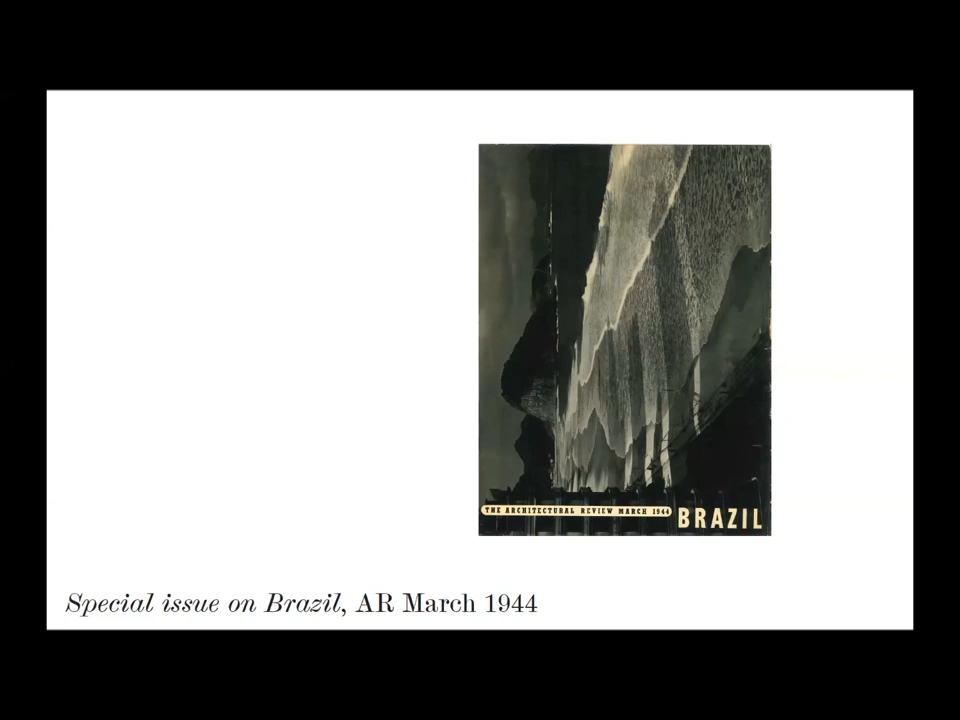 THE ARCHITECTURAL REVIEW MARCH 1944
BRAZIL
Special issue on Brazil, AR March 1944